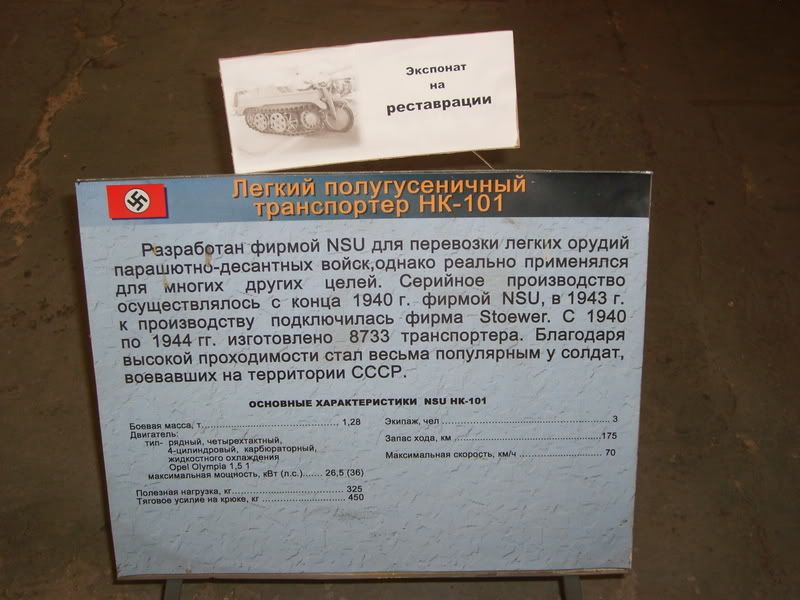 Экспонат
на
реставрации
Легкий полугусеничный
транспортер НК-101
Разработан фирмой NSU для перевозки легких орудий
парашютно-десантных войск,однако реально применялся
для многих других целей. Серийное производство
осуществлялось с конца 1940 г. фирмой NSU, в 1943 г.
к производству подключилась фирма Stoewer. С 1940
по 1944 гг. изготовлено 8733 транспортера. Благодаря
высокой проходимости стал весьма популярным у солдат,
воевавших на территории СССР.
ОСНОВНЫЕ ХАРАКТЕРИСТИКИ NSU НК-101
Боевая масса, т............................................ 1,28
Двигатель:
тип- рядный, четырехтактный,
4-цилиндровый, карбюраторный,
жидкостного охлаждения
Opel Olympia 1,5 1
максимальная мощность, кВт (л.с.)...... 26,5 (36)
Полезная нагрузка, кг.................................. 325
Тяговое усилие на крюке, кг ........................ 450
Экипаж, чел .................................................. 3
Запас хода, км ............................................175
Максимальная скорость, км/ч ........................ 70